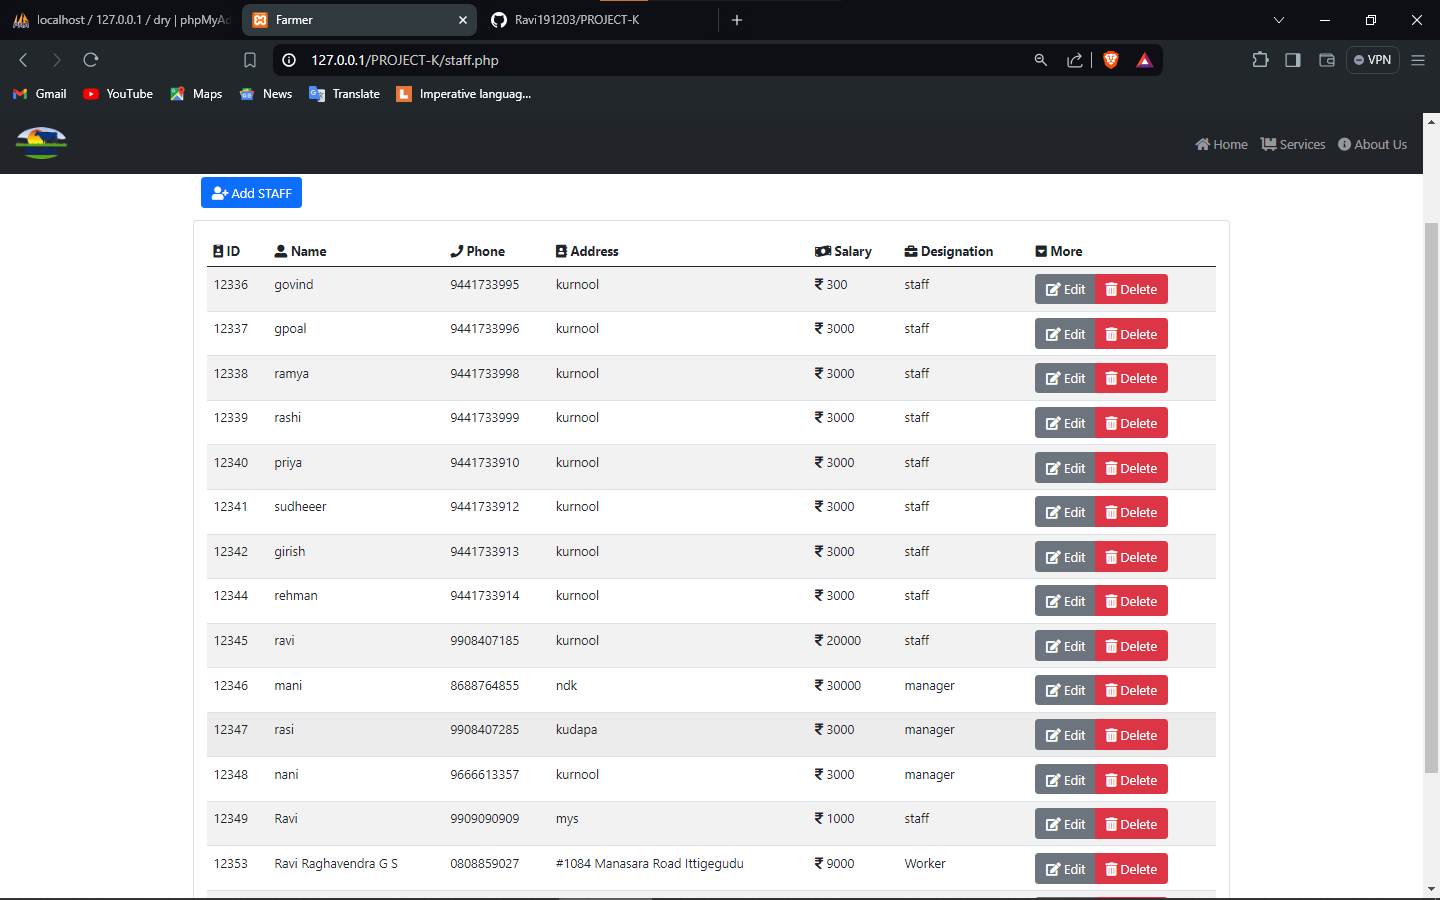 localhost / 127.0.0.1 / dry | phpMyAd
Farmer
Ravi191203/PROJECT-K
127.0.0.1/PROJECT-K/staff.php
VPN
Gmail YouTube Maps News Translate Imperative languag...
Home Services About Us
Add STAFF
ID Name Phone Address Salary Designation More
12336 govind 9441733995 kurnool ₹ 300 staff Edit Delete
12337 gpoal 9441733996 kurnool ₹ 3000 staff Edit Delete
12338 ramya 9441733998 kurnool ₹ 3000 staff Edit Delete
12339 rashi 9441733999 kurnool ₹ 3000 staff Edit Delete
12340 priya 9441733910 kurnool ₹ 3000 staff Edit Delete
12341 sudheeer 9441733912 kurnool ₹ 3000 staff Edit Delete
12342 girish 9441733913 kurnool ₹ 3000 staff Edit Delete
12344 rehman 9441733914 kurnool ₹ 3000 staff Edit Delete
12345 ravi 9908407185 kurnool ₹ 20000 staff Edit Delete
12346 mani 8688764855 ndk ₹ 30000 manager Edit Delete
12347 rasi 9908407285 kudapa ₹ 3000 manager Edit Delete
12348 nani 9666613357 kurnool ₹ 3000 manager Edit Delete
12349 Ravi 9909090909 mys ₹ 1000 staff Edit Delete
12353 Ravi Raghavendra G S 0808859027 #1084 Manasara Road Ittigegudu ₹ 9000 Worker Edit Delete